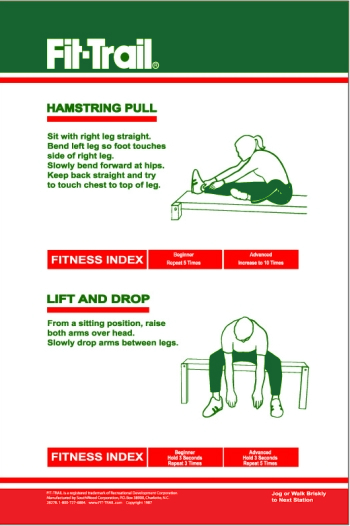 Fit-Trail®
HAMSTRING PULL
Sit with right leg straight.
Bend left leg so foot touches
side of right leg.
Slowly bend forward at hips.
Keep back straight and try
to touch chest to top of leg.
FITNESS INDEX
Beginner
Repeat 5 Times
Advanced
Increase to 10 Times
LIFT AND DROP
From a sitting position, raise
both arms over head.
Slowly drop arms between legs.
FITNESS INDEX
Beginner
Hold 3 Seconds
Repeat 3 Times
Advanced
Hold 3 Seconds
Repeat 5 Times
FIT-TRAIL is a registered trademark of Recreational Development Corporation
Manufactured by SouthWood Corporation, PO Box 
Copyright 1987
Jog or Walk Briskly
to Next Station